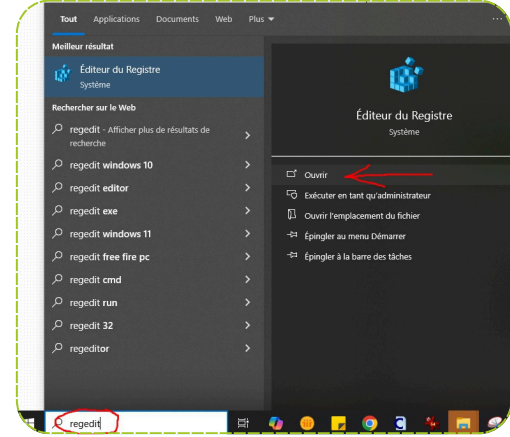 Tout Applications Documents Web Plus
Meilleur résultat
Éditeur du Registre
Système
Rechercher sur le Web
regedit - Afficher plus de résultats de
recherche
regedit windows 10
regedit editor
regedit exe
regedit windows 11
regedit free fire pc
regedit cmd
regedit run
regedit 32
regeditor
Éditeur du Registre
Système
Ouvrir
Exécuter en tant qu'administrateur
Ouvrir l'emplacement du fichier
Épingler au menu Démarrer
Épingler à la barre des tâches
regedit